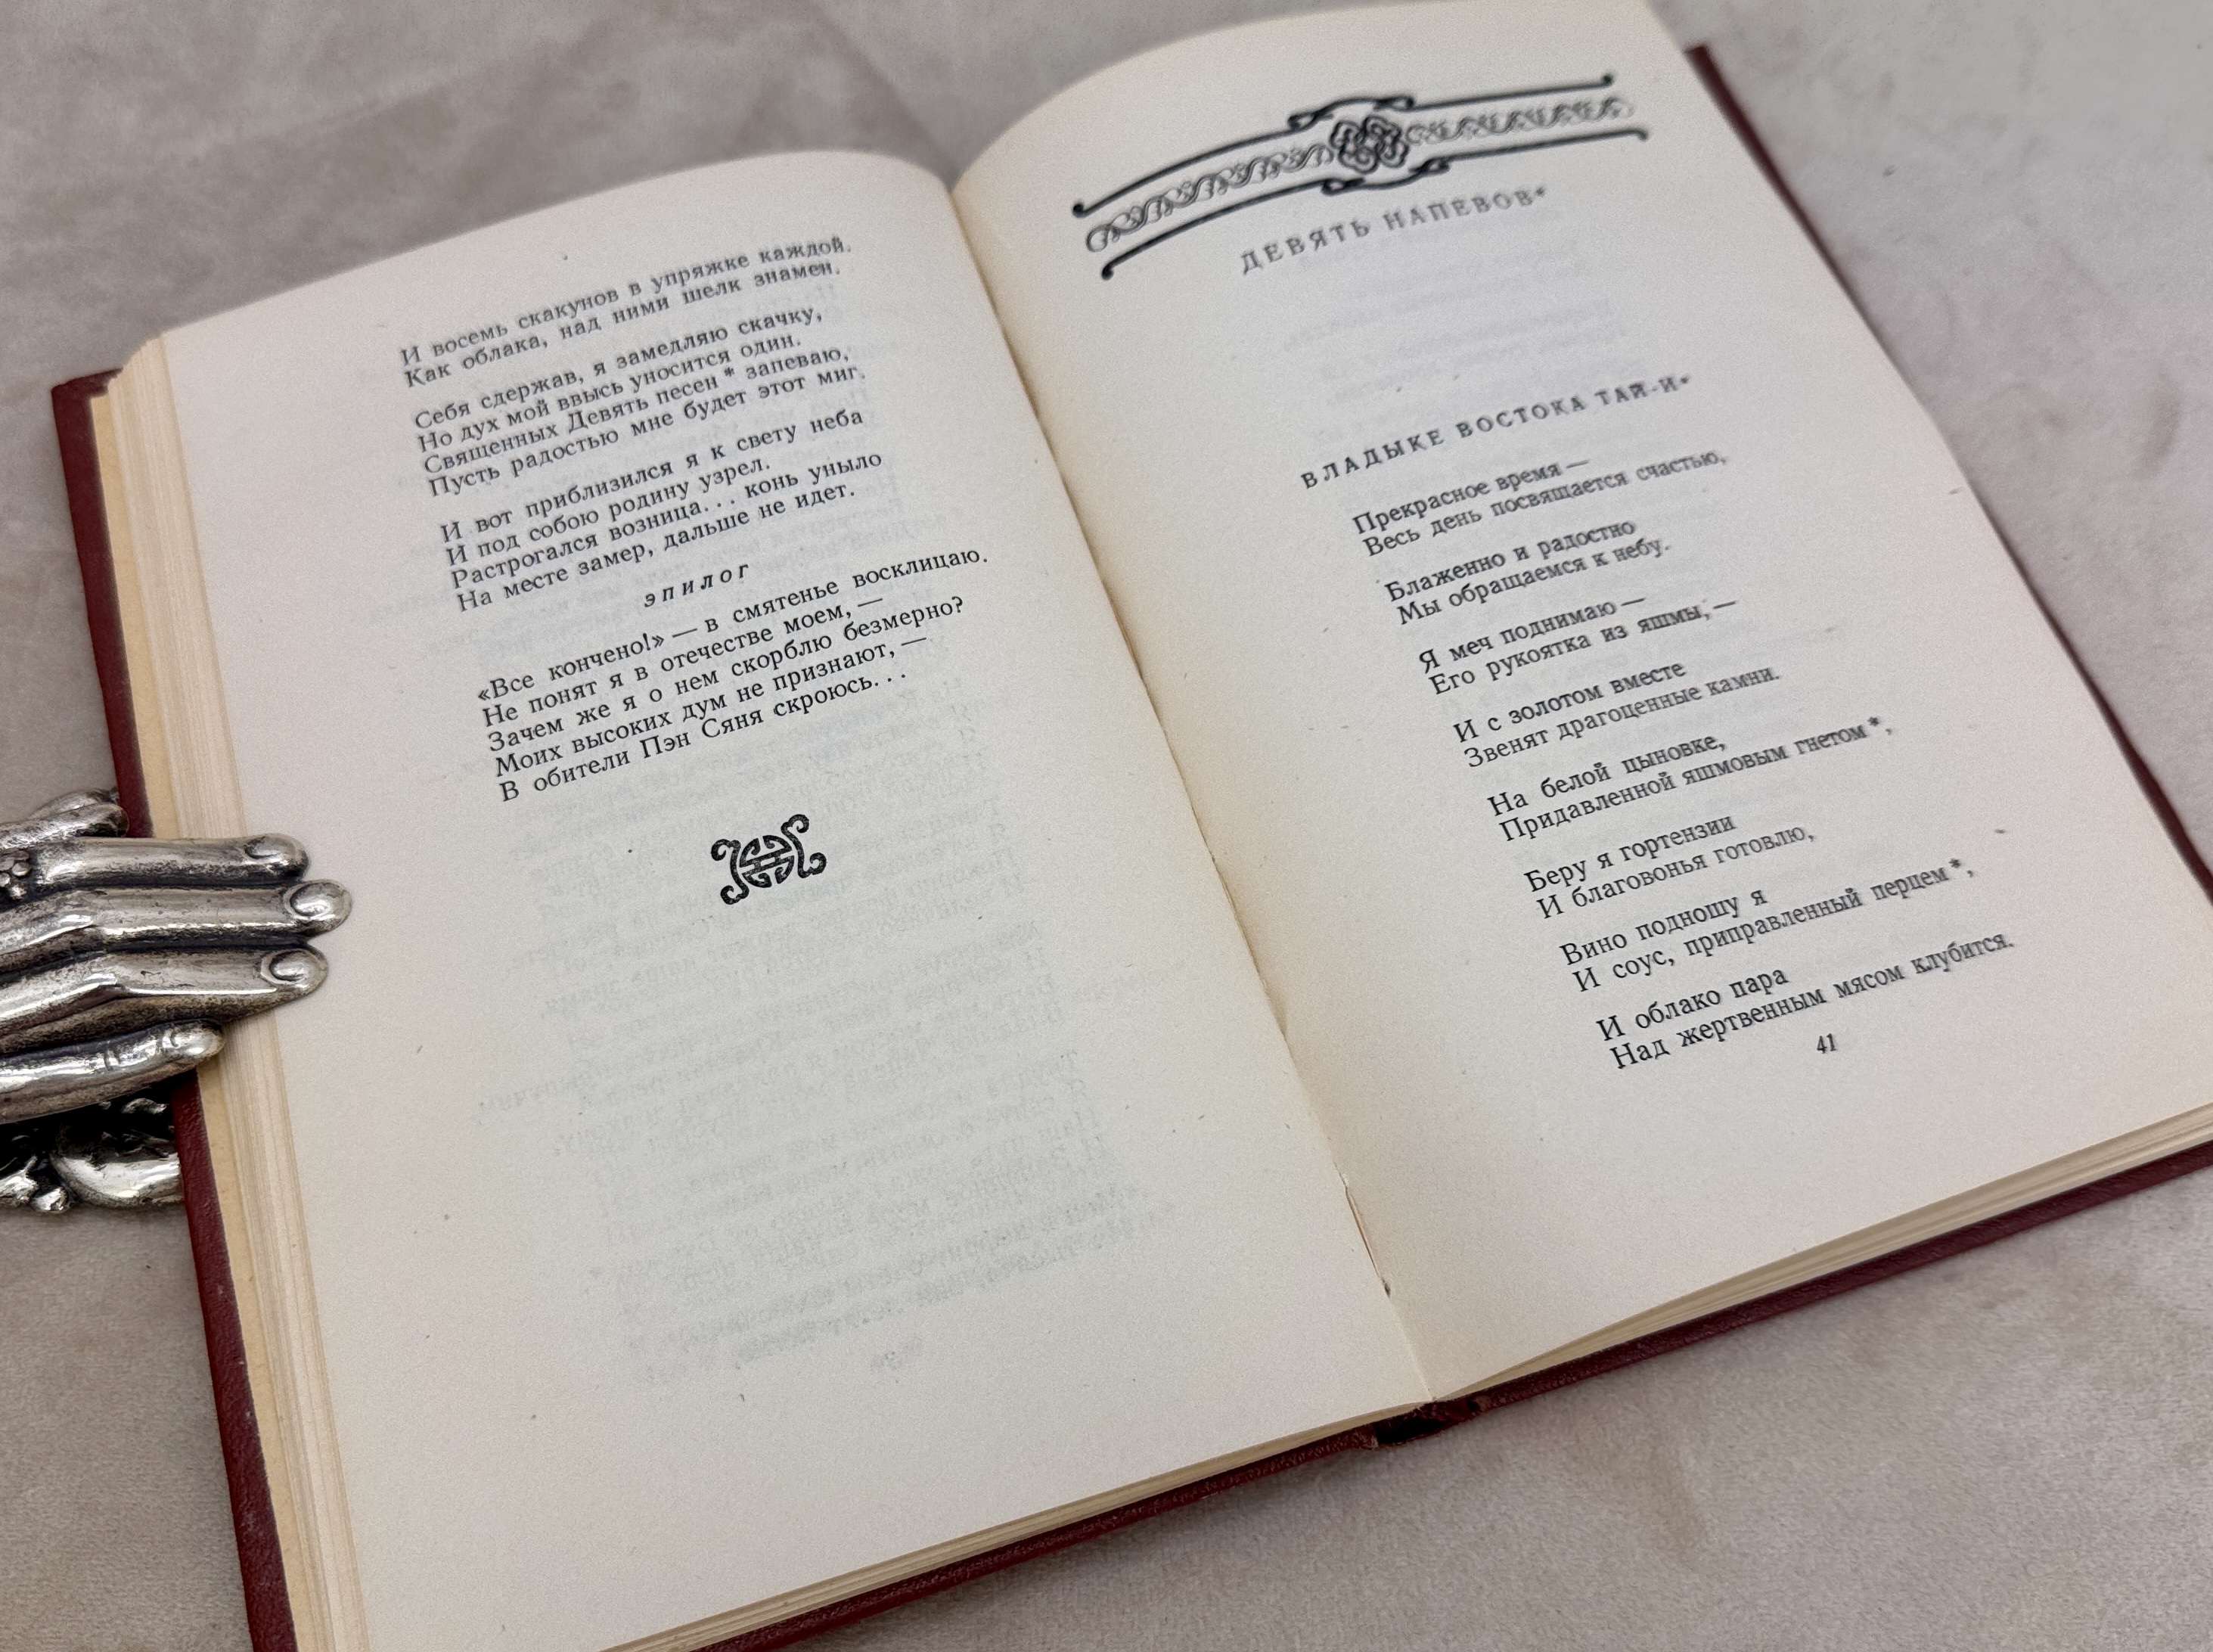 И восемь скакунов в упряжке каждой.
Как облака, над ними шелк знамен.
Себя сдержав, я замедляю скачку,
Но дух мой ввысь уносится один.
Священных Девять песен * запеваю,
Пусть радостью мне будет этот миг.
И вот приблизился я к свету неба
И под собою родину узрел.
Растрогался возница... конь уныло
На месте замер, дальше не идет.
эпилог
«Все кончено!» — в смятенье восклицаю.
Не понят я в отечестве моем, —
Зачем же я о нем скорблю безмерно?
Моих высоких дум не признают, —
В обители Пэн Сяня скроюсь...
ДЕВЯТЬ НАПЕВОВ*
ВЛАДЫКЕ ВОСТОКА ТАЙ-И*
Прекрасное время —
Весь день посвящается счастью,
Блаженно и радостно
Мы обращаемся к небу.
Я меч поднимаю —
Его рукоятка из яшмы, —
И с золотом вместе
Звенят драгоценные камни.
На белой цыновке,
Придавленной яшмовым гнетом *,
Беру я гортензии
И благовонья готовлю,
Вино подношу я
И соус, приправленный перцем *,
И облако пара
Над жертвенным мясом клубится.
41